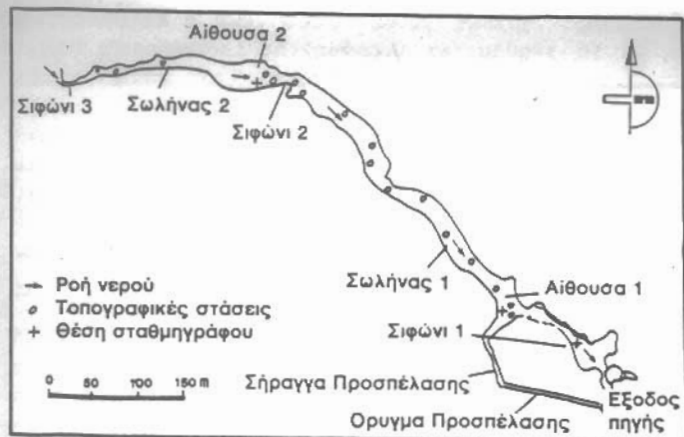 Αίθουσα 2
Σιφώνι 3
Σωλήνας 2
Σιφώνι 2
Σωλήνας 1
Αίθουσα 1
→ Ροή νερού
ο Τοπογραφικές στάσεις
+ Θέση σταθμηγράφου
Σιφώνι 1
0 50 100 150 m
Σήραγγα Προσπέλασης
Ορυγμα Προσπέλασης
Εξοδος
πηγής